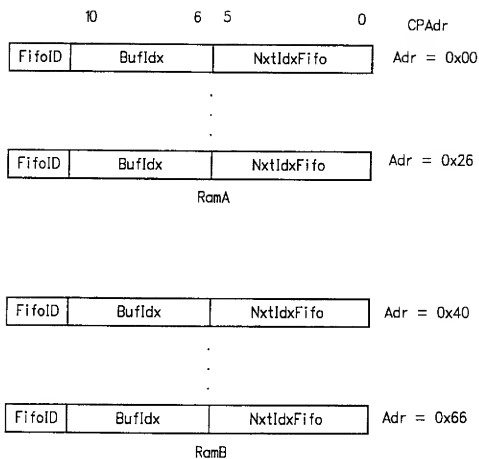 10 6 5 0 CPAdr
FifoID BufIdx NxtIdxFifo Adr = 0x00
FifoID BufIdx NxtIdxFifo Adr = 0x26
RamA
FifoID BufIdx NxtIdxFifo Adr = 0x40
FifoID BufIdx NxtIdxFifo Adr = 0x66
RamB